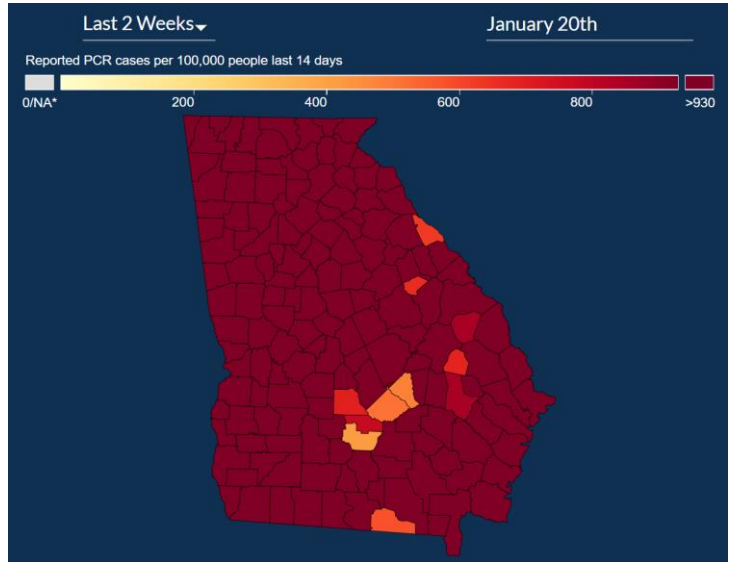 Last 2 Weeks
January 20th
Reported PCR cases per 100,000 people last 14 days
0/NA* 200 400 600 800 >930